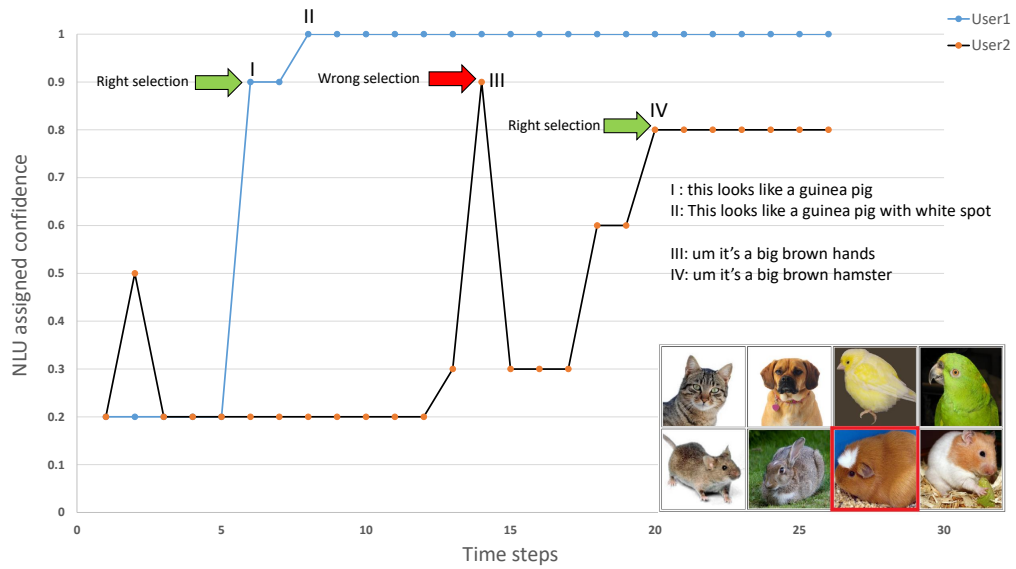 II
User1
User2
1
Right selection
I
Wrong selection
III
0.9
Right selection
IV
0.8
0.7
I : this looks like a guinea pig
II: This looks like a guinea pig with white spot
0.6
III: um it's a big brown hands
IV: um it's a big brown hamster
0.5
0.4
0.3
0.2
0.1
0
NLU assigned confidence
0 5 10 15 20 25 30
Time steps